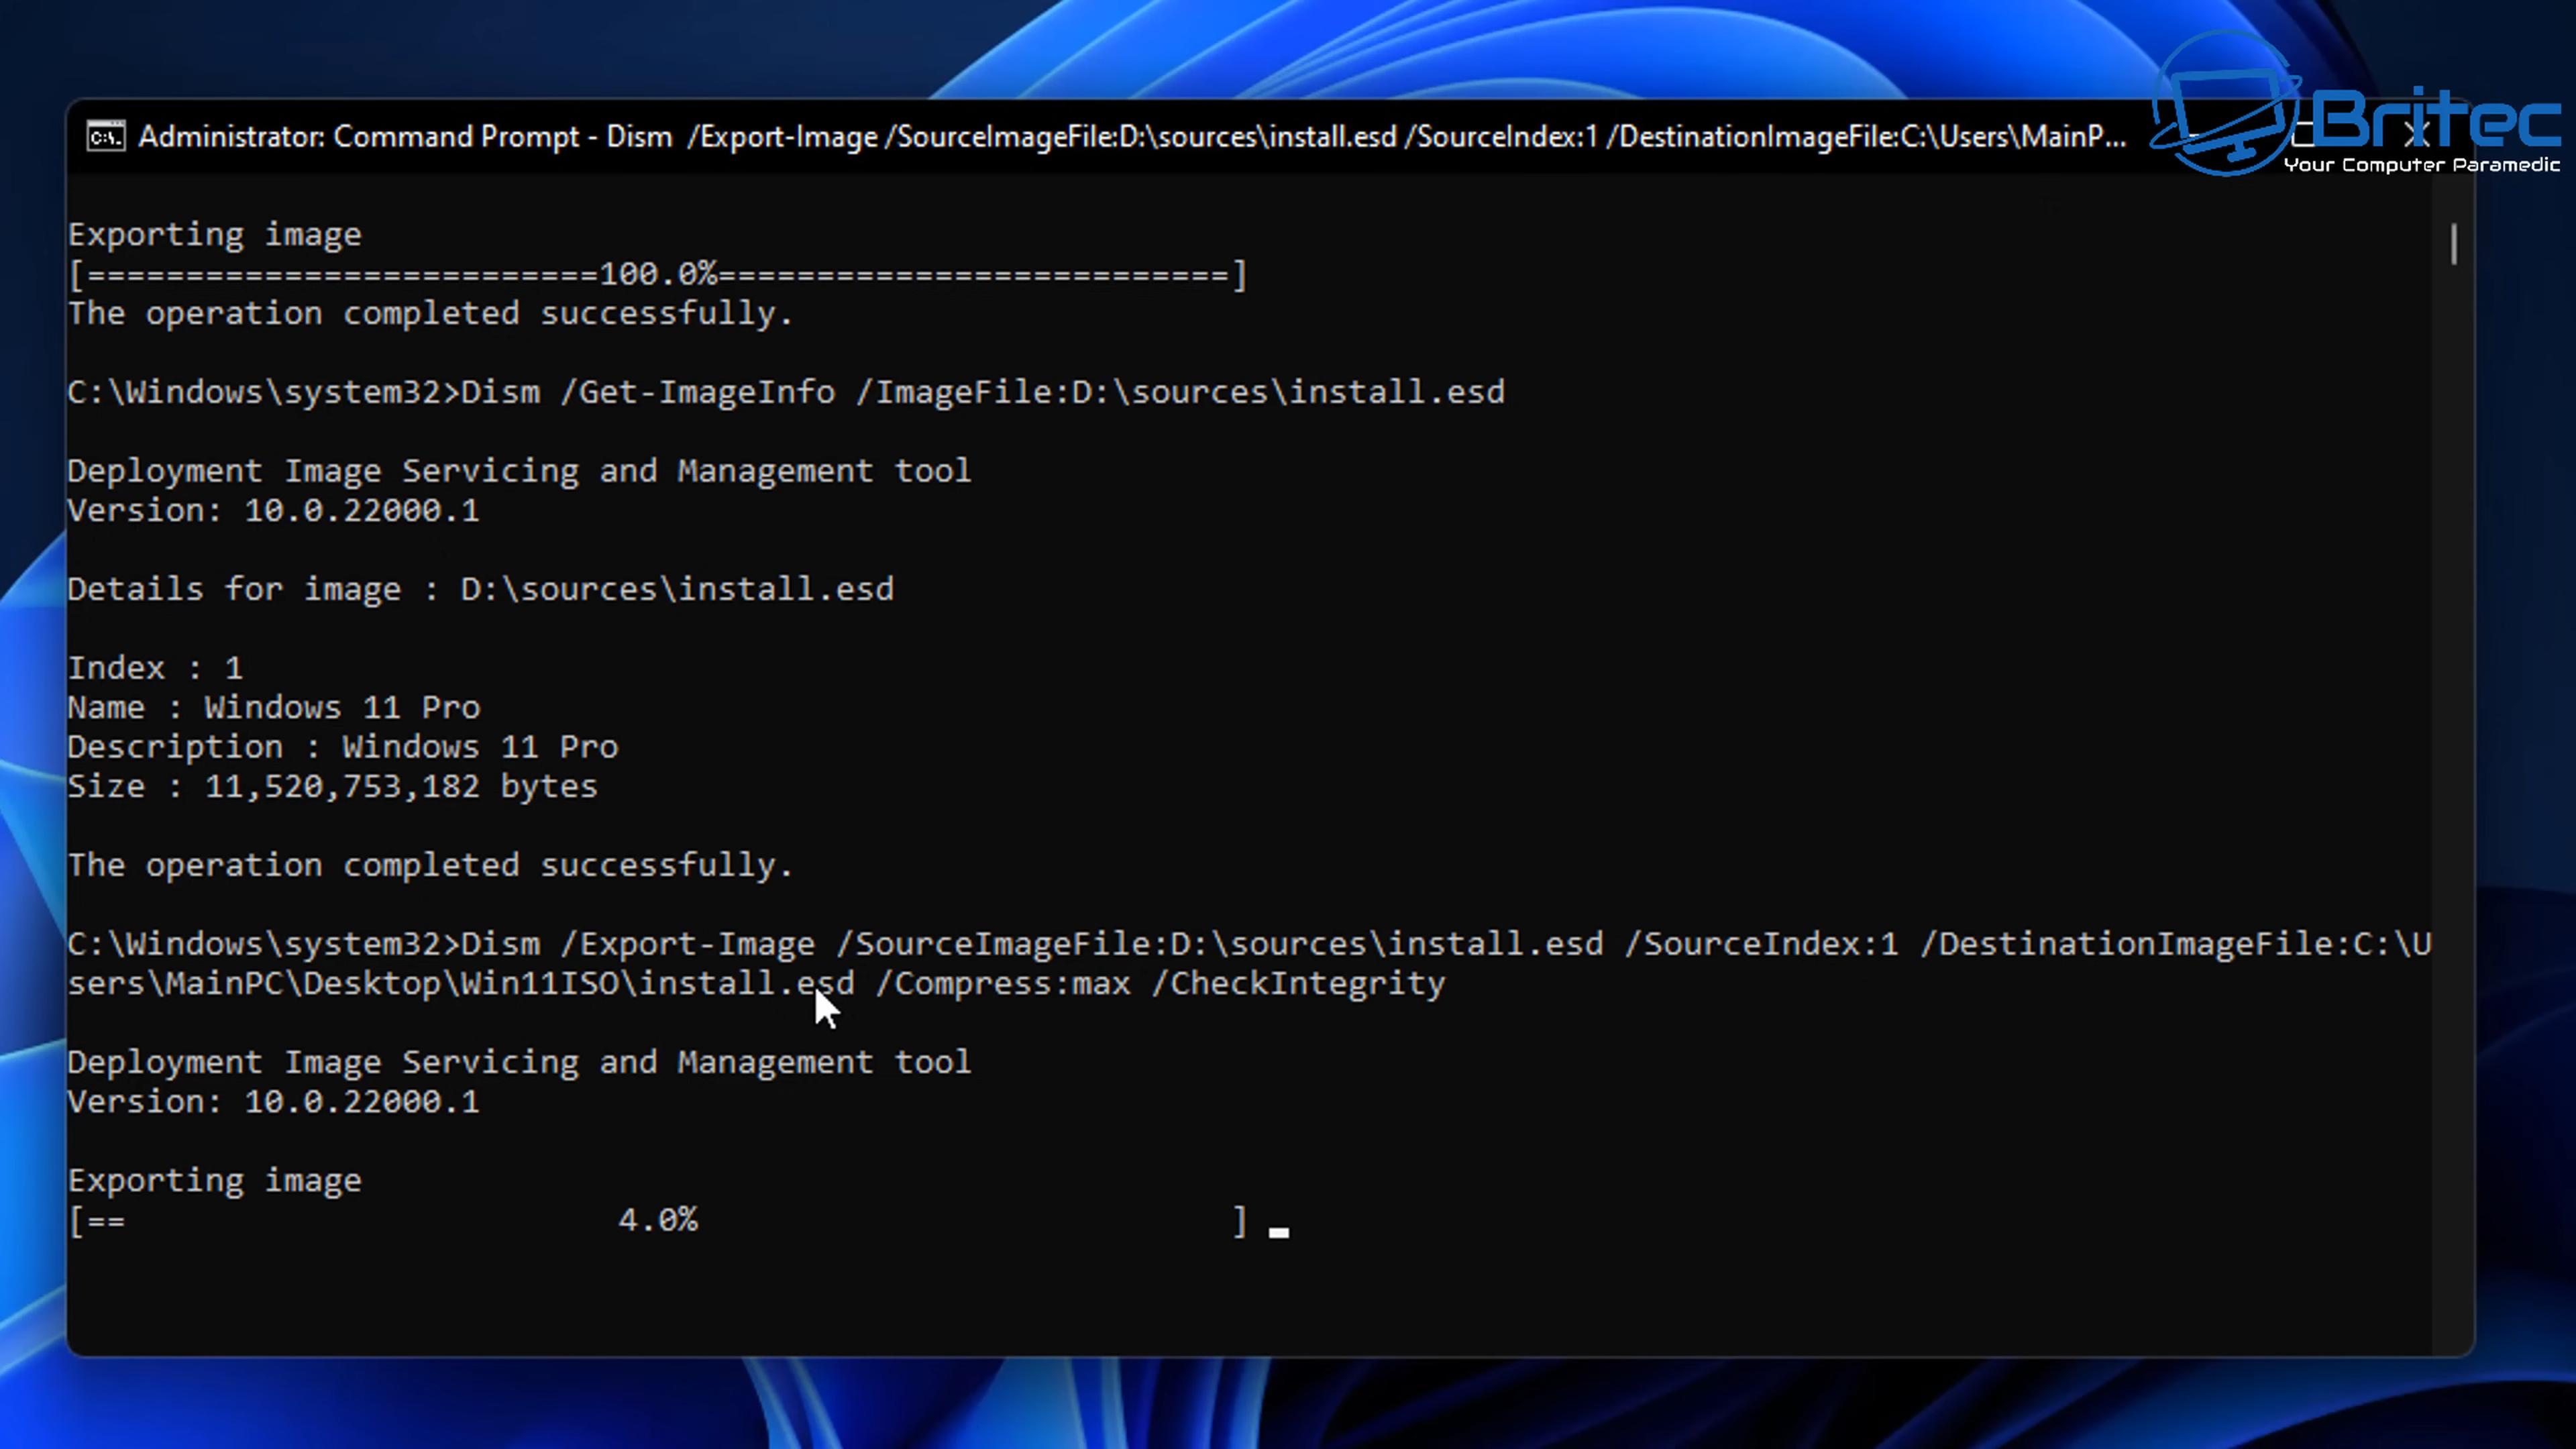 Administrator: Command Prompt - Dism /Export-Image /SourceImageFile:D:\sources\install.esd /SourceIndex:1 /DestinationImageFile:C:\Users\MainP...
Britec
Your Computer Paramedic
Exporting image
[==========================100.0%==========================]
The operation completed successfully.
C:\Windows\system32>Dism /Get-ImageInfo /ImageFile:D:\sources\install.esd
Deployment Image Servicing and Management tool
Version: 10.0.22000.1
Details for image : D:\sources\install.esd
Index : 1
Name : Windows 11 Pro
Description : Windows 11 Pro
Size : 11,520,753,182 bytes
The operation completed successfully.
C:\Windows\system32>Dism /Export-Image /SourceImageFile:D:\sources\install.esd /SourceIndex:1 /DestinationImageFile:C:\U
sers\MainPC\Desktop\Win11ISO\install.esd /Compress:max /CheckIntegrity
Deployment Image Servicing and Management tool
Version: 10.0.22000.1
Exporting image
[==                         4.0%                           ]